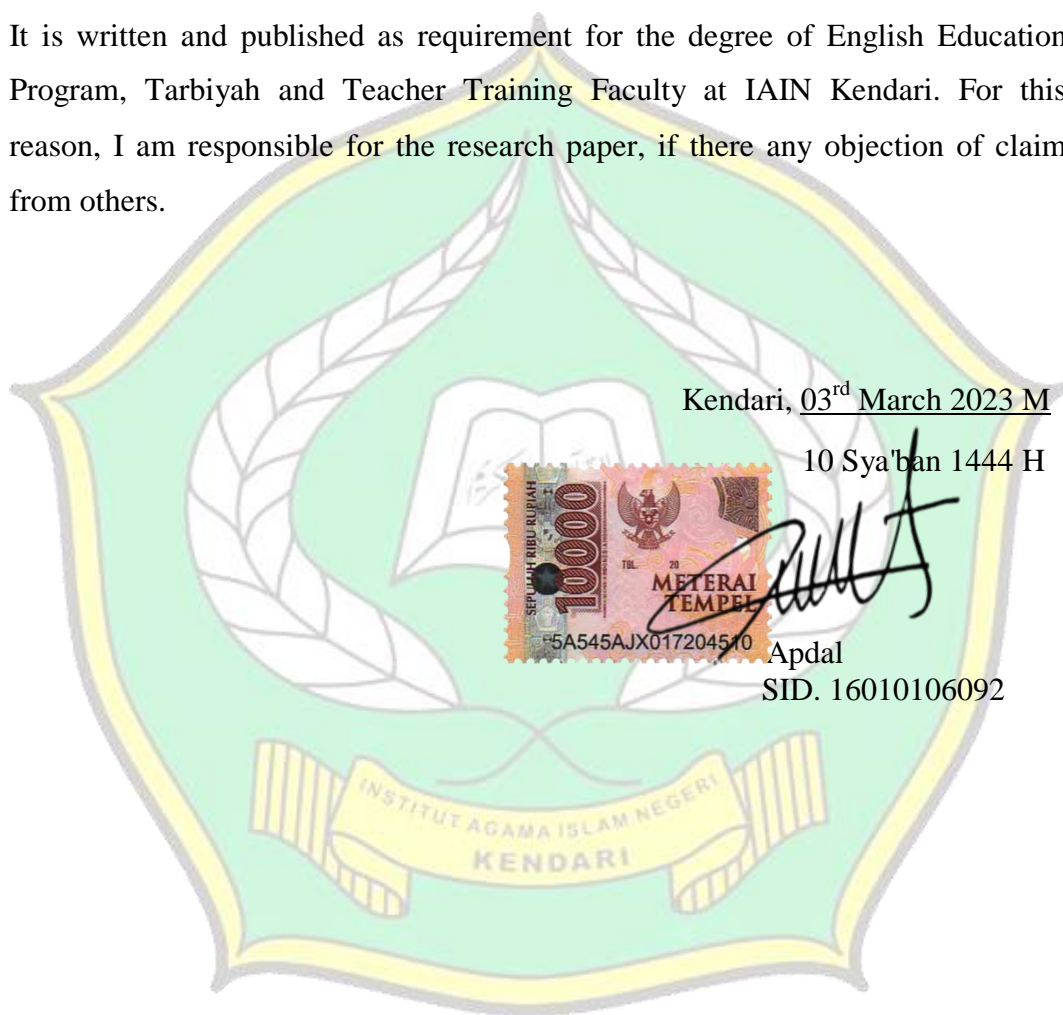 It is written and published as requirement for the degree of English Education
Program, Tarbiyah and Teacher Training Faculty at IAIN Kendari. For this
reason, I am responsible for the research paper, if there any objection of claim
from others.
Kendari, 03rd March 2023 M
10 Sya'ban 1444 H
SEPULUH RIBU RUPIAH
10000
TGL. 20
METERAI
TEMPEL
5A545AJX017204510
Apdal
SID. 16010106092
INSTITUT AGAMA ISLAM NEGERI
KENDARI